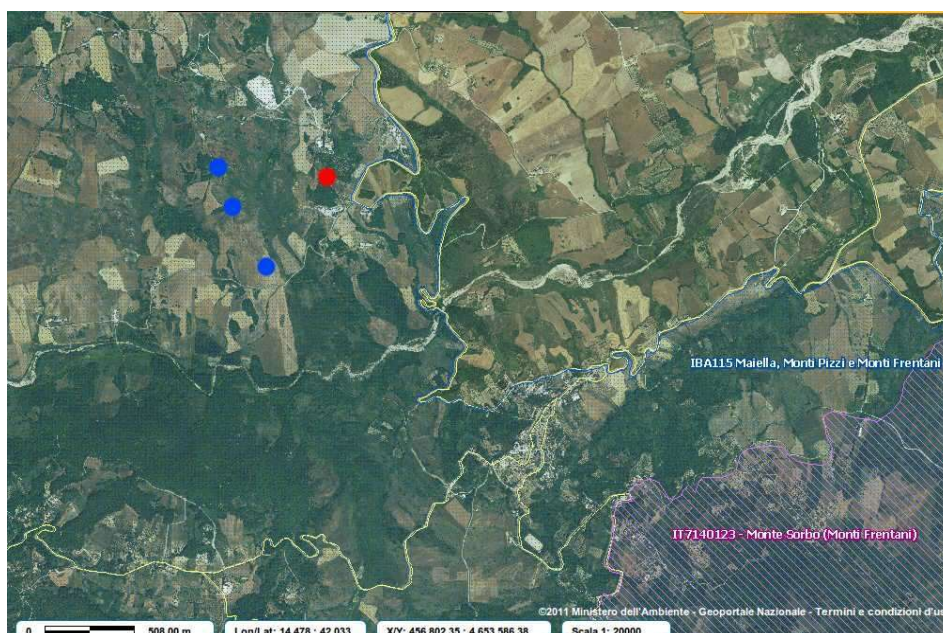 IBA115 Maiella, Monti Pizzi e Monti Frentani
IT7140123 - Monte Sorbo (Monti Frentani)
©2011 Ministero dell'Ambiente - Geoportale Nazionale - Termini e condizioni d'us
0 508.00 m Lon/Lat: 14.478 : 42.033 X/Y: 456.802,35 : 4.653.586,38 Scala 1: 20000